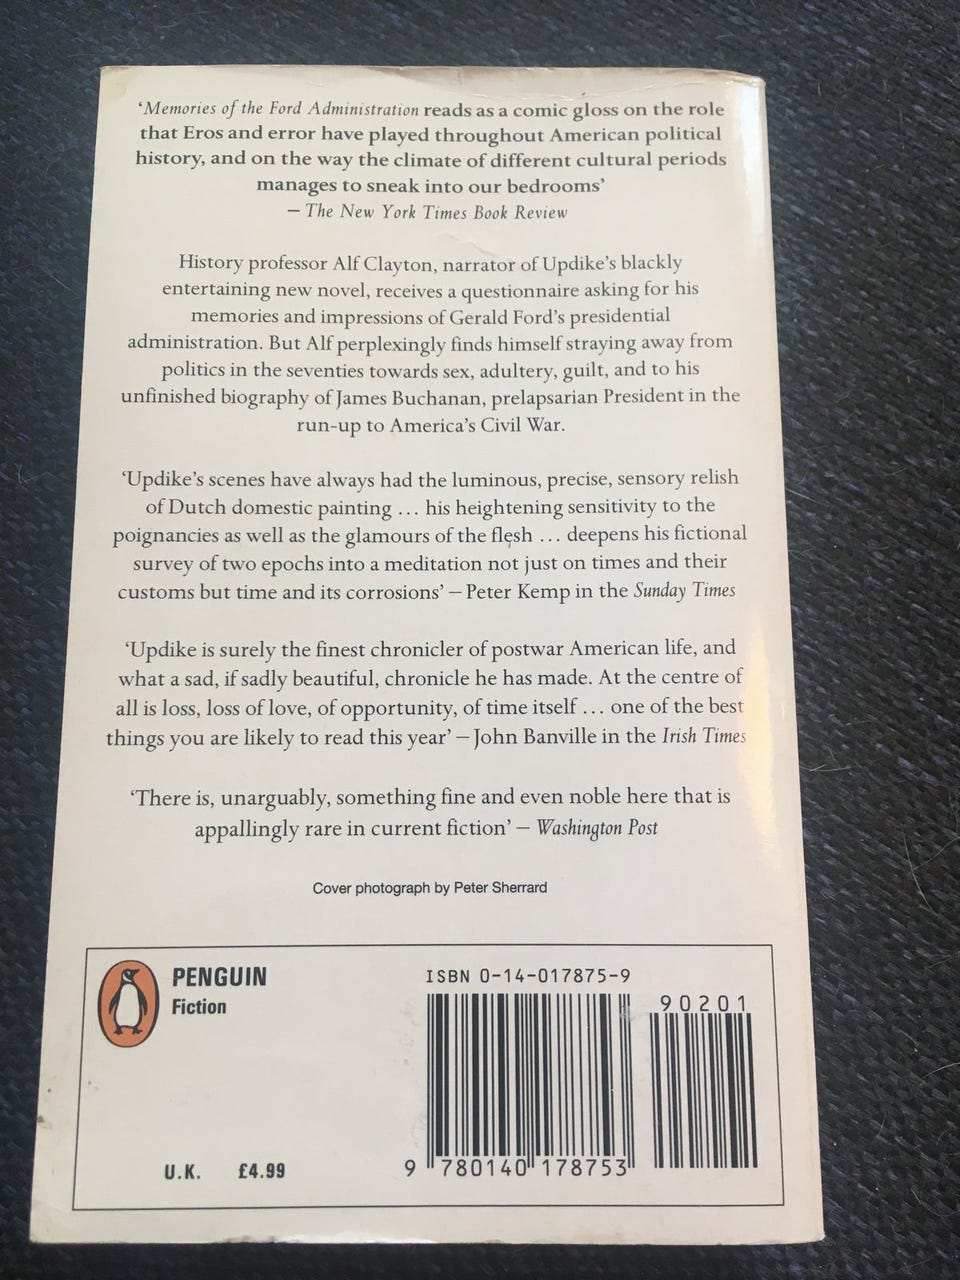 ‘Memories of the Ford Administration reads as a comic gloss on the role
that Eros and error have played throughout American political
history, and on the way the climate of different cultural periods
manages to sneak into our bedrooms’
– The New York Times Book Review
History professor Alf Clayton, narrator of Updike’s blackly
entertaining new novel, receives a questionnaire asking for his
memories and impressions of Gerald Ford’s presidential
administration. But Alf perplexingly finds himself straying away from
politics in the seventies towards sex, adultery, guilt, and to his
unfinished biography of James Buchanan, prelapsarian President in the
run-up to America’s Civil War.
‘Updike’s scenes have always had the luminous, precise, sensory relish
of Dutch domestic painting ... his heightening sensitivity to the
poignancies as well as the glamours of the flesh ... deepens his fictional
survey of two epochs into a meditation not just on times and their
customs but time and its corrosions’ – Peter Kemp in the Sunday Times
‘Updike is surely the finest chronicler of postwar American life, and
what a sad, if sadly beautiful, chronicle he has made. At the centre of
all is loss, loss of love, of opportunity, of time itself ... one of the best
things you are likely to read this year’ – John Banville in the Irish Times
‘There is, unarguably, something fine and even noble here that is
appallingly rare in current fiction’ – Washington Post
Cover photograph by Peter Sherrard
PENGUIN
Fiction
ISBN 0-14-017875-9
90201
9 780140 178753
U.K. £4.99